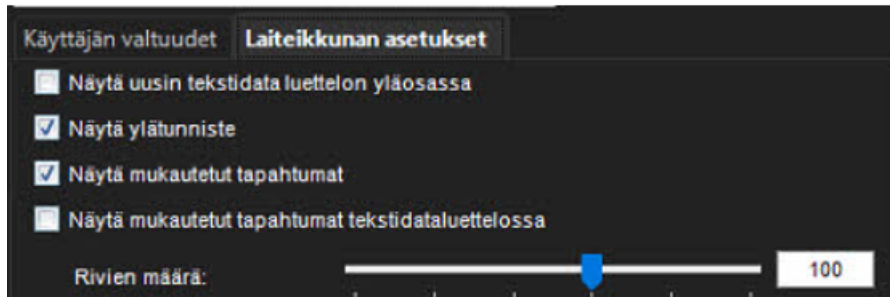 Käyttäjän valtuudet Laiteikkunan asetukset
Näytä uusin tekstidata luettelon yläosassa
Näytä ylätunniste
Näytä mukautetut tapahtumat
Näytä mukautetut tapahtumat tekstidataluettelossa
Rivien määrä: 100